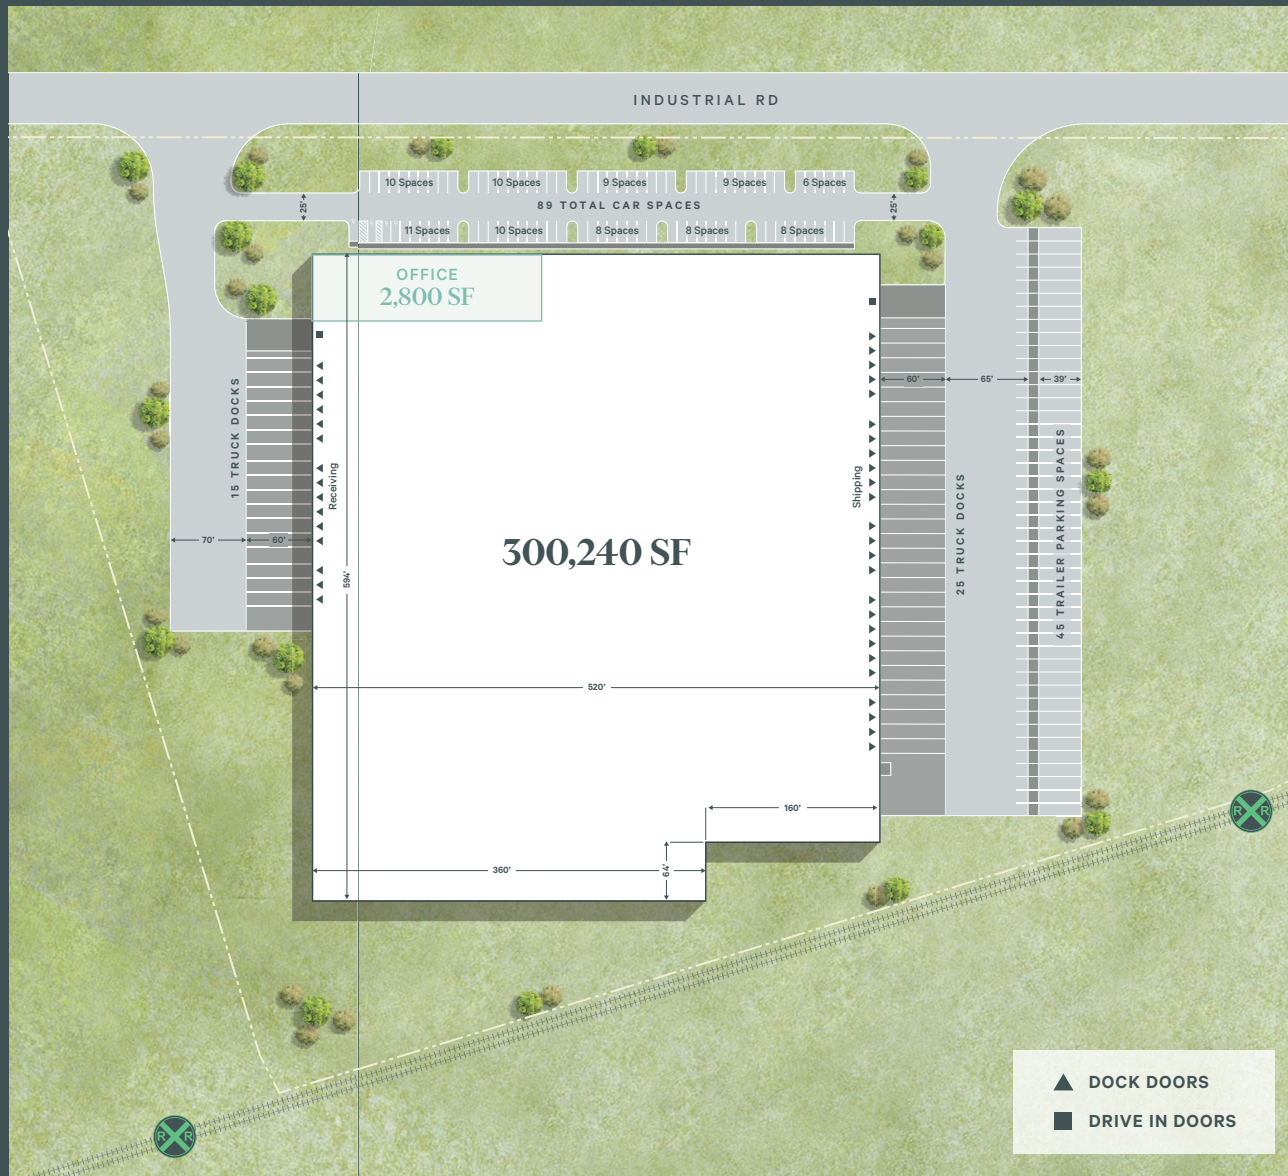 INDUSTRIAL RD
10 Spaces
10 Spaces
9 Spaces
9 Spaces
6 Spaces
25'
89 TOTAL CAR SPACES
25'
11 Spaces
10 Spaces
8 Spaces
8 Spaces
8 Spaces
OFFICE
2,800 SF
60'
65'
39'
15 TRUCK DOCKS
Receiving
Shipping
25 TRUCK DOCKS
45 TRAILER PARKING SPACES
70'
60'
300,240 SF
594'
520'
160'
360'
64'
R R
R R
DOCK DOORS
DRIVE IN DOORS